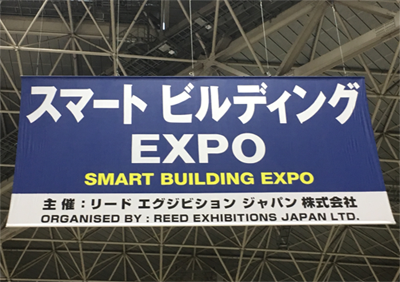 スマート ビルディング
EXPO
SMART BUILDING EXPO
主 催：リード エグジビション ジャパン 株式会社
ORGANISED BY : REED EXHIBITIONS JAPAN LTD.